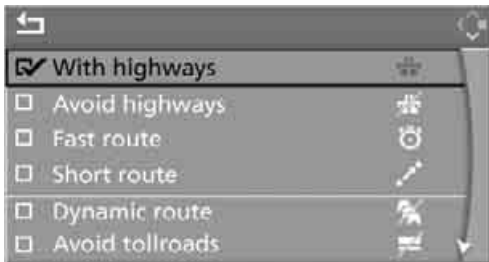 With highways
Avoid highways
Fast route
Short route
Dynamic route
Avoid tollroads